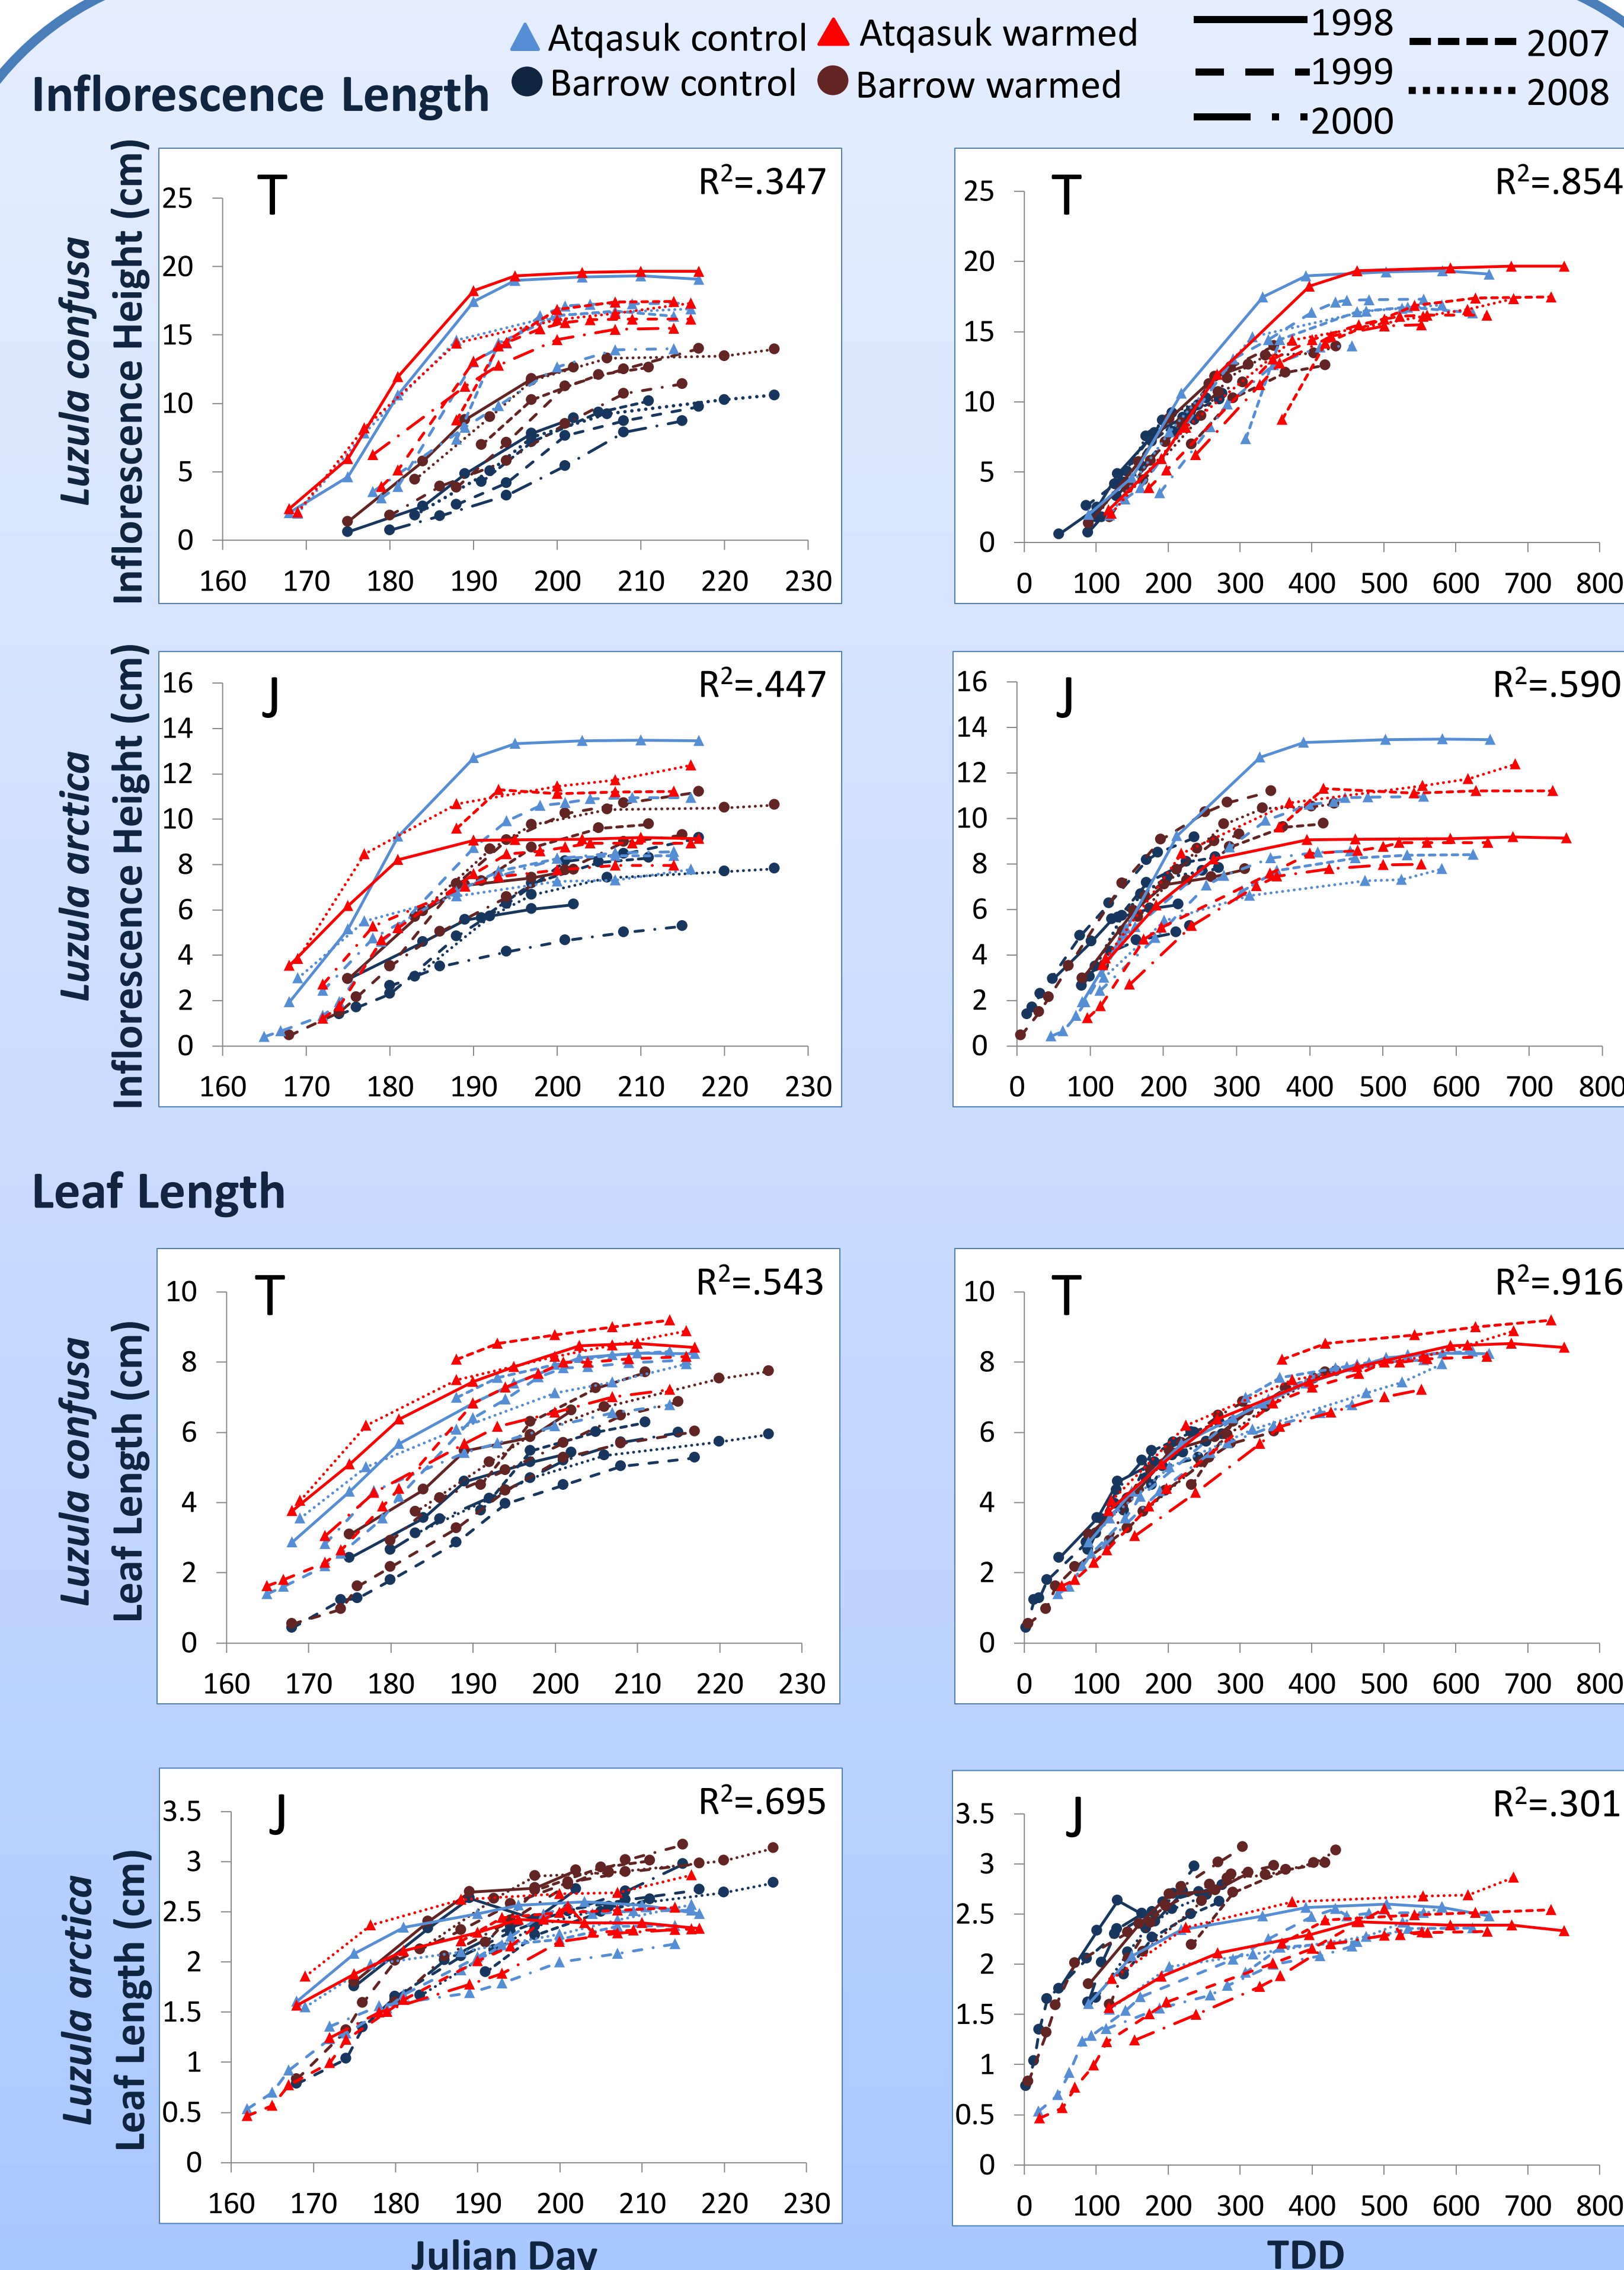 Atqasuk control Atqasuk warmed 1998 2007
Inflorescence Length Barrow control Barrow warmed 1999 2008
2000
Luzula confusa
Inflorescence Height (cm)
T R²=.347
25
20
15
10
5
0
160 170 180 190 200 210 220 230
T R²=.854
25
20
15
10
5
0
0 100 200 300 400 500 600 700 800
Luzula arctica
Inflorescence Height (cm)
J R²=.447
16
14
12
10
8
6
4
2
0
160 170 180 190 200 210 220 230
J R²=.590
16
14
12
10
8
6
4
2
0
0 100 200 300 400 500 600 700 800
Leaf Length
Luzula confusa
Leaf Length (cm)
T R²=.543
10
8
6
4
2
0
160 170 180 190 200 210 220 230
T R²=.916
10
8
6
4
2
0
0 100 200 300 400 500 600 700 800
Luzula arctica
Leaf Length (cm)
J R²=.695
3.5
3
2.5
2
1.5
1
0.5
0
160 170 180 190 200 210 220 230
J R²=.301
3.5
3
2.5
2
1.5
1
0.5
0
0 100 200 300 400 500 600 700 800
Julian Day TDD